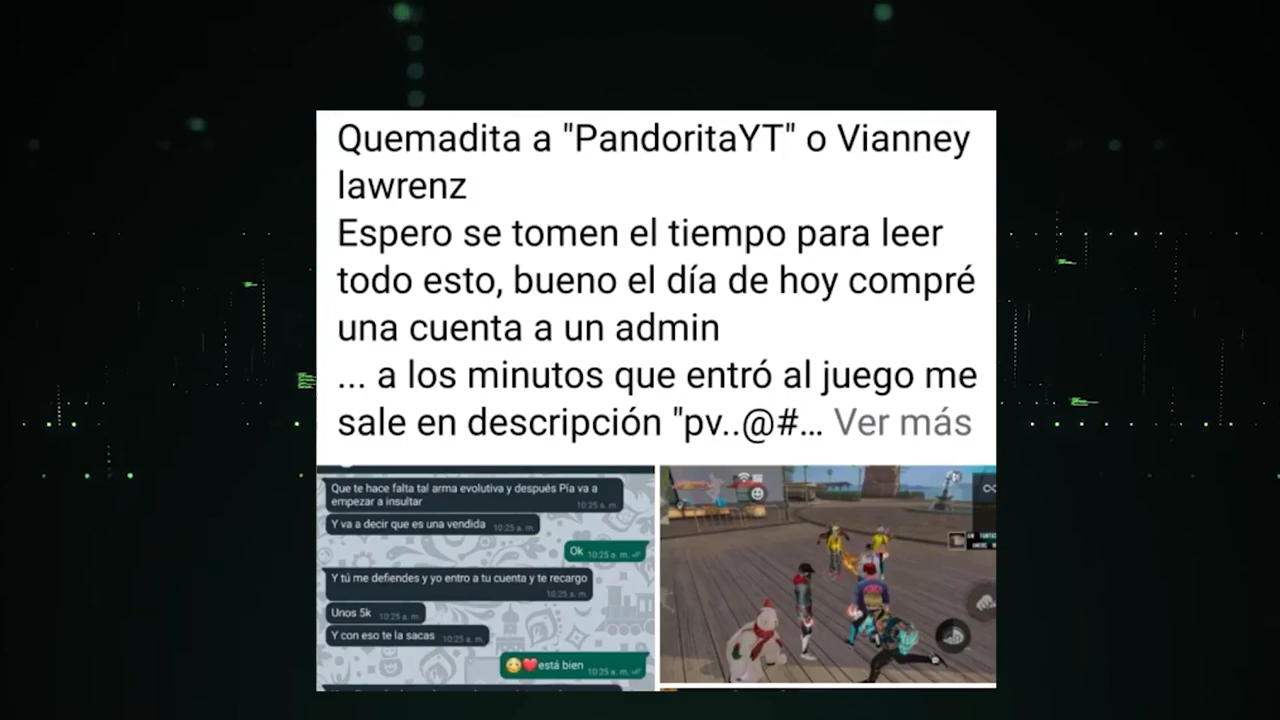 Quemadita a "PandoritaYT" o Vianney
lawrenz
Espero se tomen el tiempo para leer
todo esto, bueno el día de hoy compré
una cuenta a un admin
... a los minutos que entró al juego me
sale en descripción "pv..@#... Ver más
Que te hace falta tal arma evolutiva y después Pía va a
empezar a insultar
10:25 a. m.
Y va a decir que es una vendida 10:25 a. m.
Ok 10:25 a. m.
Y tú me defiendes y yo entro a tu cuenta y te recargo
10:25 a. m.
Unos 5k 10:25 a. m.
Y con eso te la sacas 10:25 a. m.
😳❤️está bien 10:25 a. m.